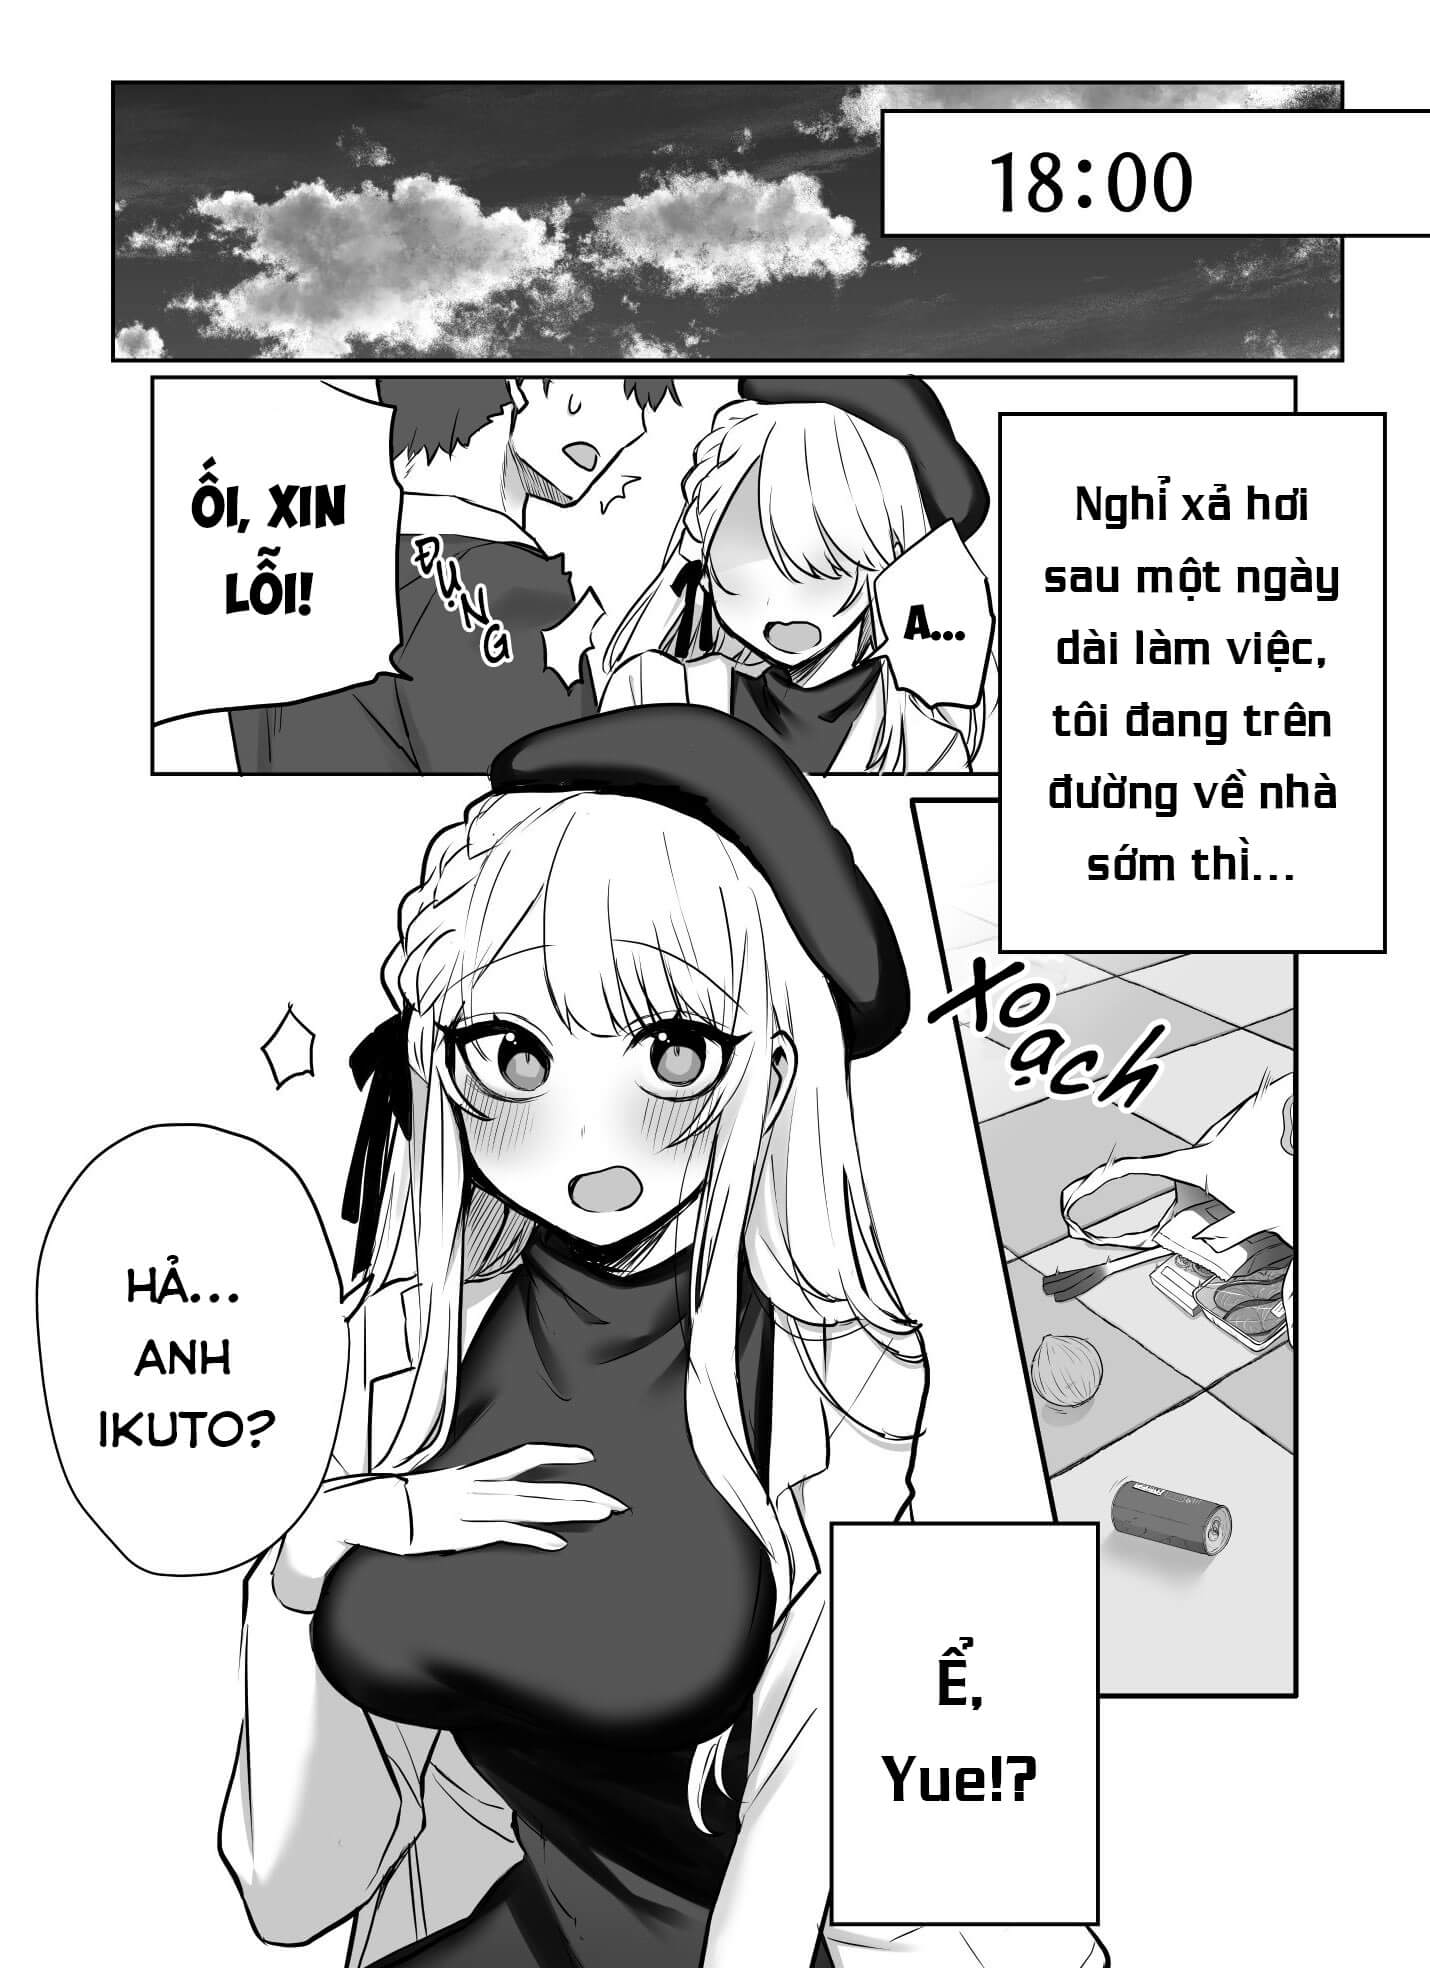 18:00
Nghỉ xả hơi
sau một ngày
dài làm việc,
tôi đang trên
đường về nhà
sớm thì...
A...
ĐỤNG
ỐI, XIN
LỖI!
XOẠCH
HẢ...
ANH
IKUTO?
Ể,
Yue!?